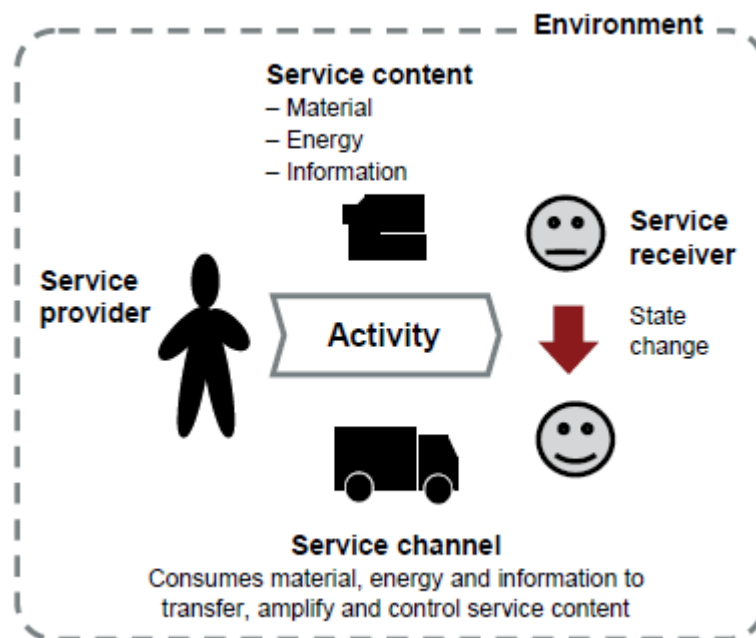 Environment
Service content
– Material
– Energy
– Information
Service
receiver
Service
provider
Activity
State
change
Service channel
Consumes material, energy and information to
transfer, amplify and control service content